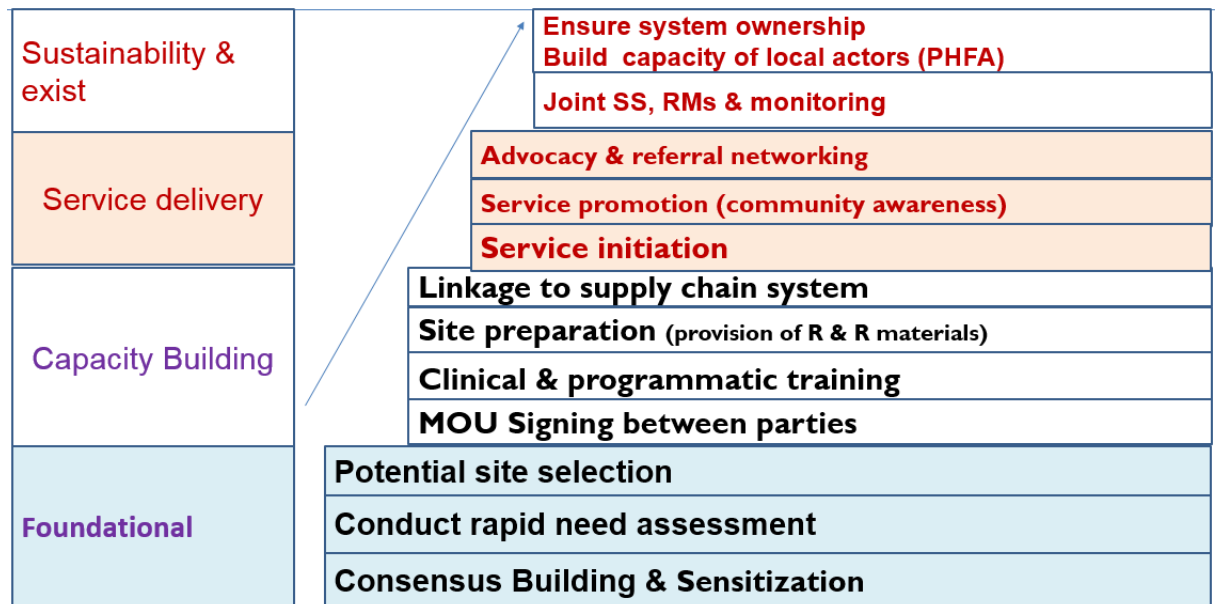 Sustainability &
exist
Ensure system ownership
Build capacity of local actors (PHFA)
Joint SS, RMs & monitoring
Service delivery
Advocacy & referral networking
Service promotion (community awareness)
Service initiation
Capacity Building
Linkage to supply chain system
Site preparation (provision of R & R materials)
Clinical & programmatic training
MOU Signing between parties
Foundational
Potential site selection
Conduct rapid need assessment
Consensus Building & Sensitization